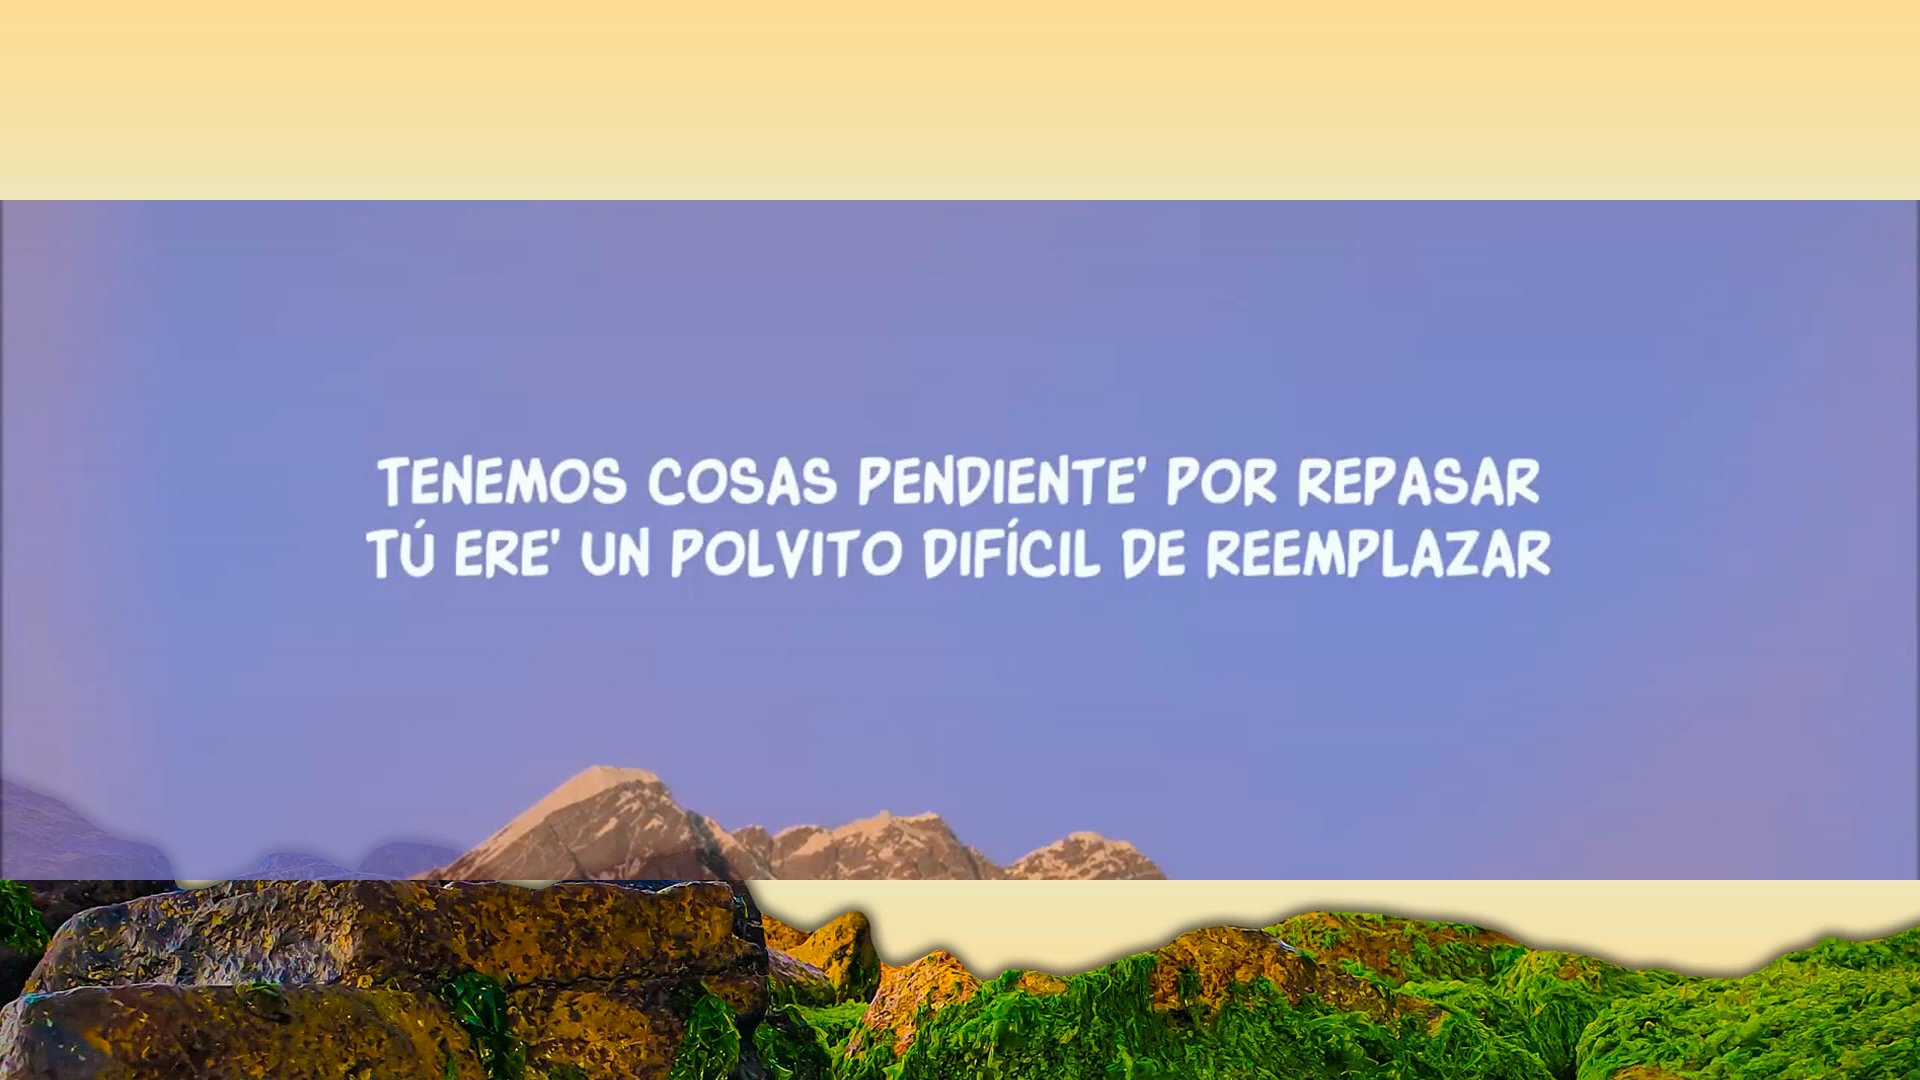 TENEMOS COSAS PENDIENTE' POR REPASAR
TÚ ERE' UN POLVITO DIFÍCIL DE REEMPLAZAR